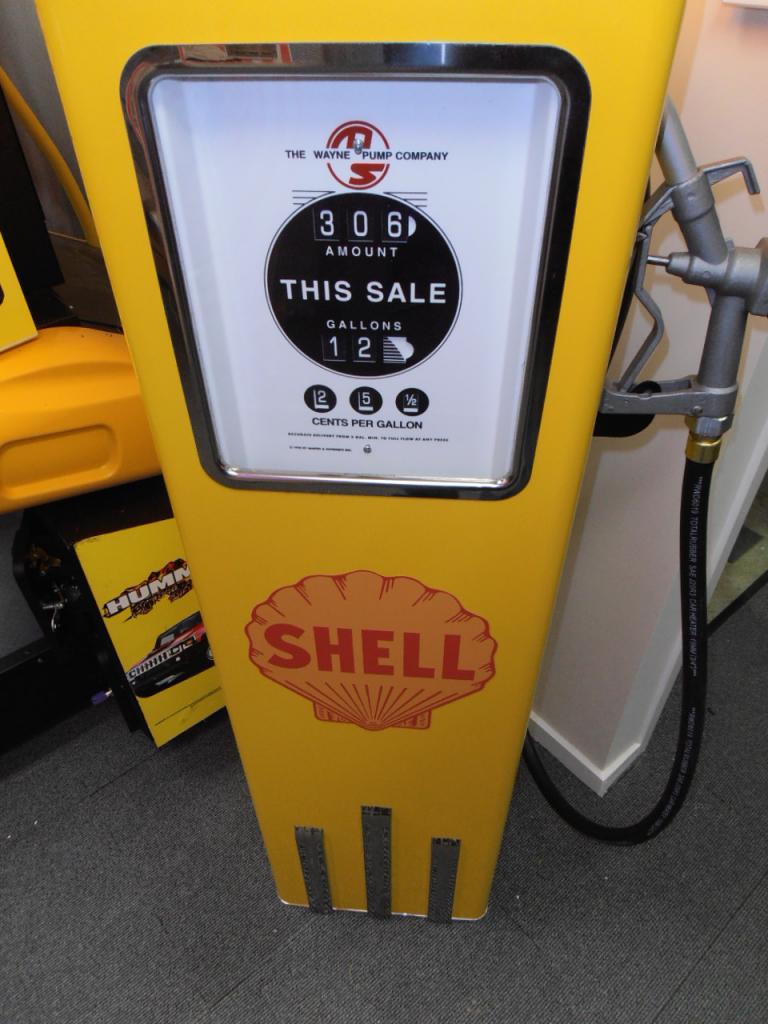 THE WAYNE PUMP COMPANY
306
AMOUNT
THIS SALE
GALLONS
12
2 5 ½
CENTS PER GALLON
SHELL
HUMM